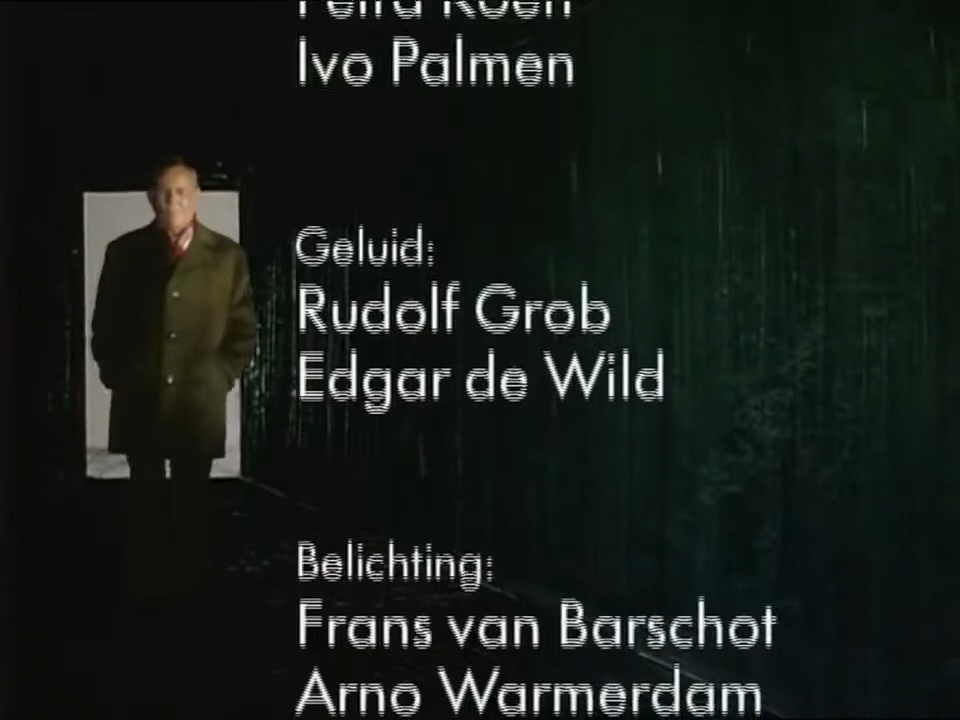 Ivo Palmen
Geluid:
Rudolf Grob
Edgar de Wild
Belichting:
Frans van Barschot
Arno Warmerdam